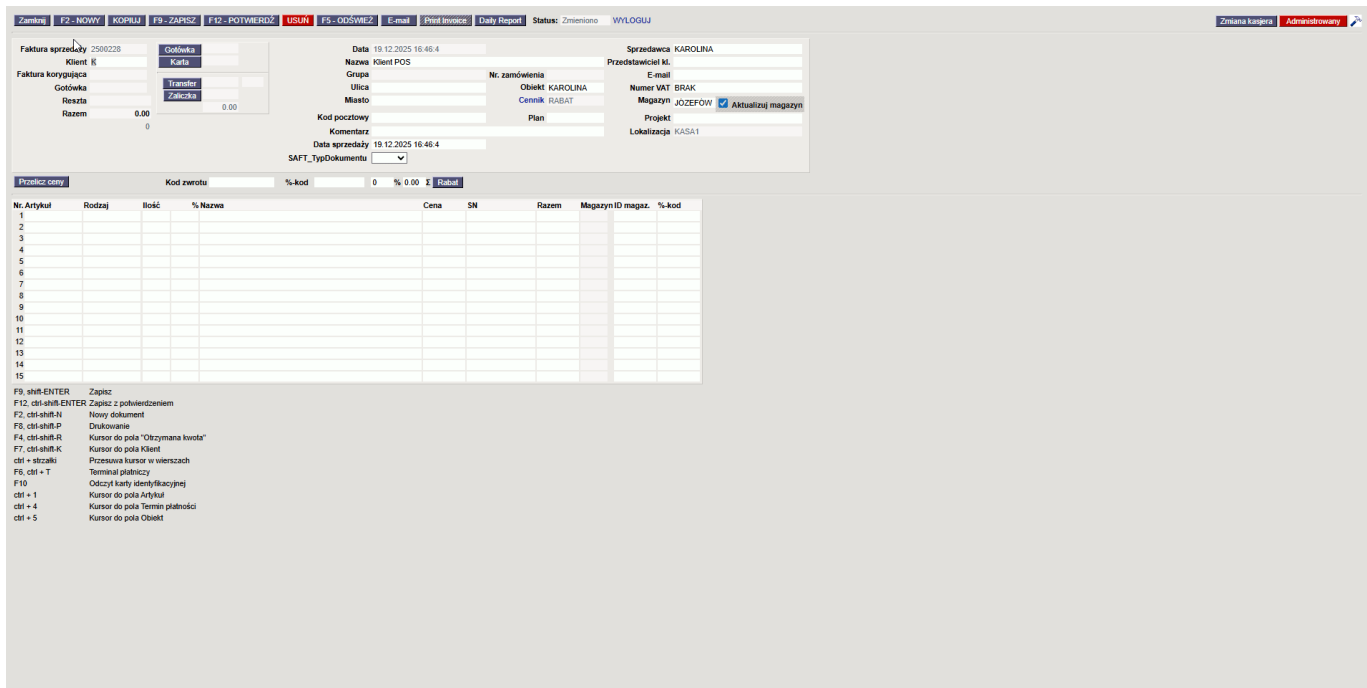 Zamknij F2 - NOWY KOPIUJ F9 - ZAPISZ F12 - POTWIERDŹ USUŃ F5 - ODŚWIEŻ E-mail Print Invoice Daily Report Status: Zmieniono WYLOGUJ Zmiana kasjera Administrowany
Faktura sprzedaży 2500228 Gotówka Data 19.12.2025 16:46:4 Sprzedawca KAROLINA
Klient K Karta Nazwa Klient POS Przedstawiciel kl.
Faktura korygująca Grupa Nr. zamówienia E-mail
Gotówka Transfer Ulica Obiekt KAROLINA Numer VAT BRAK
Reszta Zaliczka Miasto Cennik RABAT Magazyn JÓZEFÓW Aktualizuj magazyn
Razem 0.00 0.00 Kod pocztowy Plan Projekt
0 Komentarz Lokalizacja KASA1
Data sprzedaży 19.12.2025 16:46:4
SAFT_TypDokumentu
Przelicz ceny Kod zwrotu %-kod 0 % 0.00 Σ Rabat
Nr. Artykuł Rodzaj Ilość % Nazwa Cena SN Razem Magazyn ID magaz. %-kod
1
2
3
4
5
6
7
8
9
10
11
12
13
14
15
F9, shift-ENTER Zapisz
F12, ctrl-shift-ENTER Zapisz z potwierdzeniem
F2, ctrl-shift-N Nowy dokument
F8, ctrl-shift-P Drukowanie
F4, ctrl-shift-R Kursor do pola "Otrzymana kwota"
F7, ctrl-shift-K Kursor do pola Klient
ctrl + strzałki Przesuwa kursor w wierszach
F6, ctrl + T Terminal płatniczy
F10 Odczyt karty identyfikacyjnej
ctrl + 1 Kursor do pola Artykuł
ctrl + 4 Kursor do pola Termin płatności
ctrl + 5 Kursor do pola Obiekt